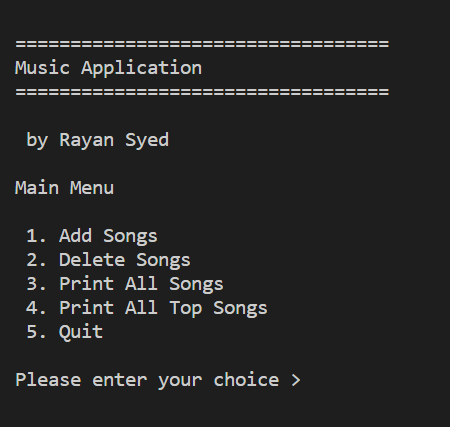 ==================================
Music Application
==================================
by Rayan Syed
Main Menu
1. Add Songs
2. Delete Songs
3. Print All Songs
4. Print All Top Songs
5. Quit
Please enter your choice >